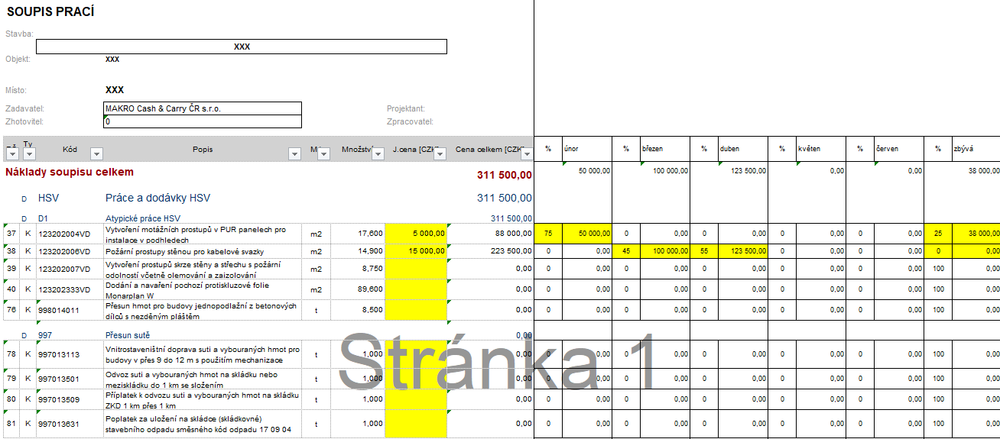 SOUPIS PRACÍ
Stavba:
XXX
Objekt: XXX
Místo: XXX
Zadavatel: MAKRO Cash & Carry ČR s.r.o. Projektant:
Zhotovitel: 0 Zpracovatel:
Ty Kód Popis Množství J.cena [CZK] Cena celkem [CZK] % únor % březen % duben % květen % červen % zbývá
Náklady soupisu celkem 311 500,00 50 000,00 100 000,00 123 500,00 0,00 0,00 38 000,00
D HSV Práce a dodávky HSV 311 500,00
D D1 Atypické práce HSV 311 500,00
37 K 123202004VD Vytvoření motážních prostupů v PUR panelech pro m2 17,600 5 000,00 88 000,00 75 50 000,00 0 0,00 0 0,00 0 0,00 0 0,00 25 38 000,00
instalace v podhledech
38 K 123202006VD Požární prostupy stěnou pro kabelové svazky m2 14,900 15 000,00 223 500,00 0 0,00 45 100 000,00 55 123 500,00 0 0,00 0 0,00 0 0,00
39 K 123202007VD Vytvoření prostupů skrze stěny a střechu s požární m2 8,750 0,00 0 0,00 0 0,00 0 0,00 0 0,00 0 0,00 100 0,00
odolností včetně olemování a zaizolování
40 K 123202333VD Dodání a navaření pochozí protiskluzové folie m2 89,600 0,00 0 0,00 0 0,00 0 0,00 0 0,00 0 0,00 100 0,00
Monarplan W
76 K 998014011 Přesun hmot pro budovy jednopodlažní z betonových t 8,500 0,00 0 0,00 0 0,00 0 0,00 0 0,00 0 0,00 100 0,00
dílců s nezděným pláštěm
D 997 Přesun sutě 0,00
78 K 997013113 Vnitrostaveništní doprava suti a vybouraných hmot pro t 1,000 0,00 0 0,00 0 0,00 0 0,00 0 0,00 0 0,00 100 0,00
budovy v přes 9 do 12 m s použitím mechanizace
79 K 997013501 Odvoz suti a vybouraných hmot na skládku nebo t 1,000 0,00 0 0,00 0 0,00 0 0,00 0 0,00 0 0,00 100 0,00
meziskládku do 1 km se složením
80 K 997013509 Příplatek k odvozu suti a vybouraných hmot na skládku t 1,000 0,00 0 0,00 0 0,00 0 0,00 0 0,00 0 0,00 100 0,00
ZKD 1 km přes 1 km
81 K 997013631 Poplatek za uložení na skládce (skládkovné) t 1,000 0,00 0 0,00 0 0,00 0 0,00 0 0,00 0 0,00 100 0,00
stavebního odpadu směsného kód odpadu 17 09 04
Stránka 1